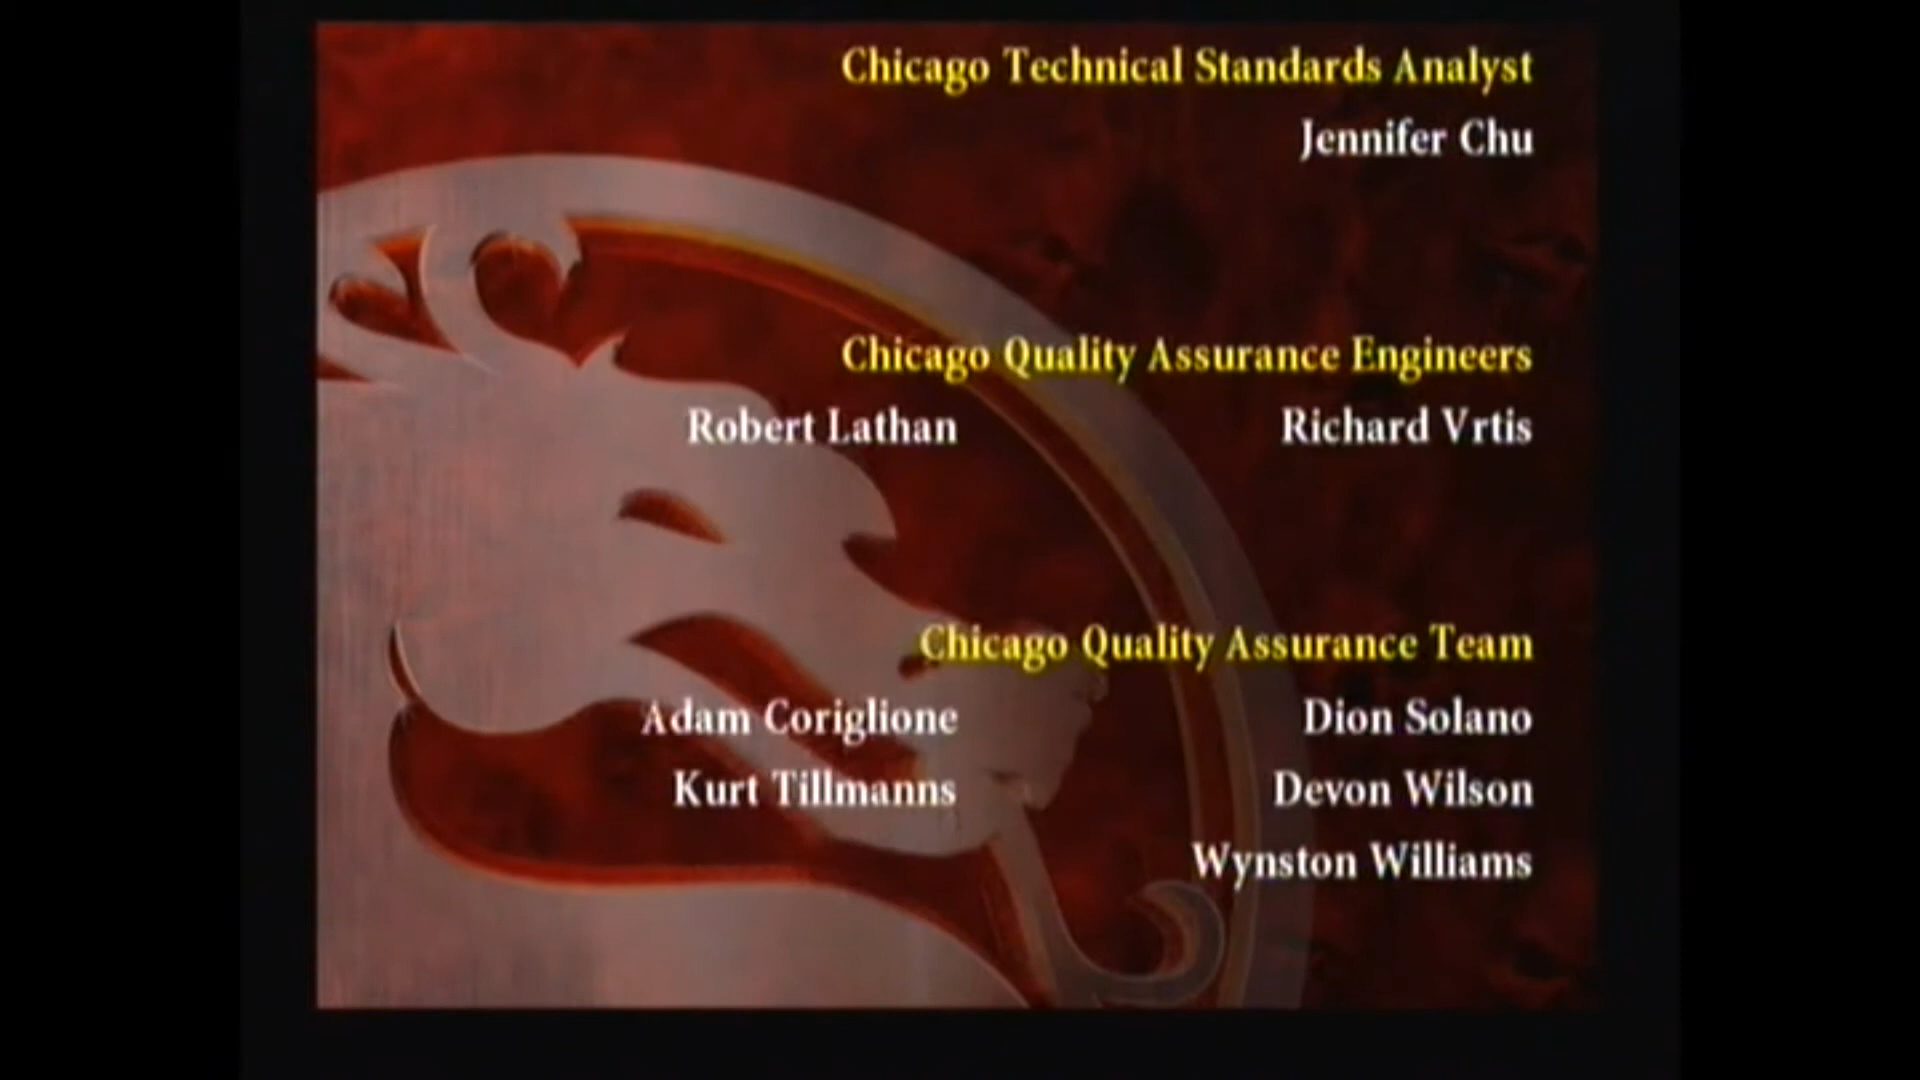 Chicago Technical Standards Analyst
Jennifer Chu
Chicago Quality Assurance Engineers
Robert Lathan Richard Vrtis
Chicago Quality Assurance Team
Adam Coriglione Dion Solano
Kurt Tillmanns Devon Wilson
Wynston Williams